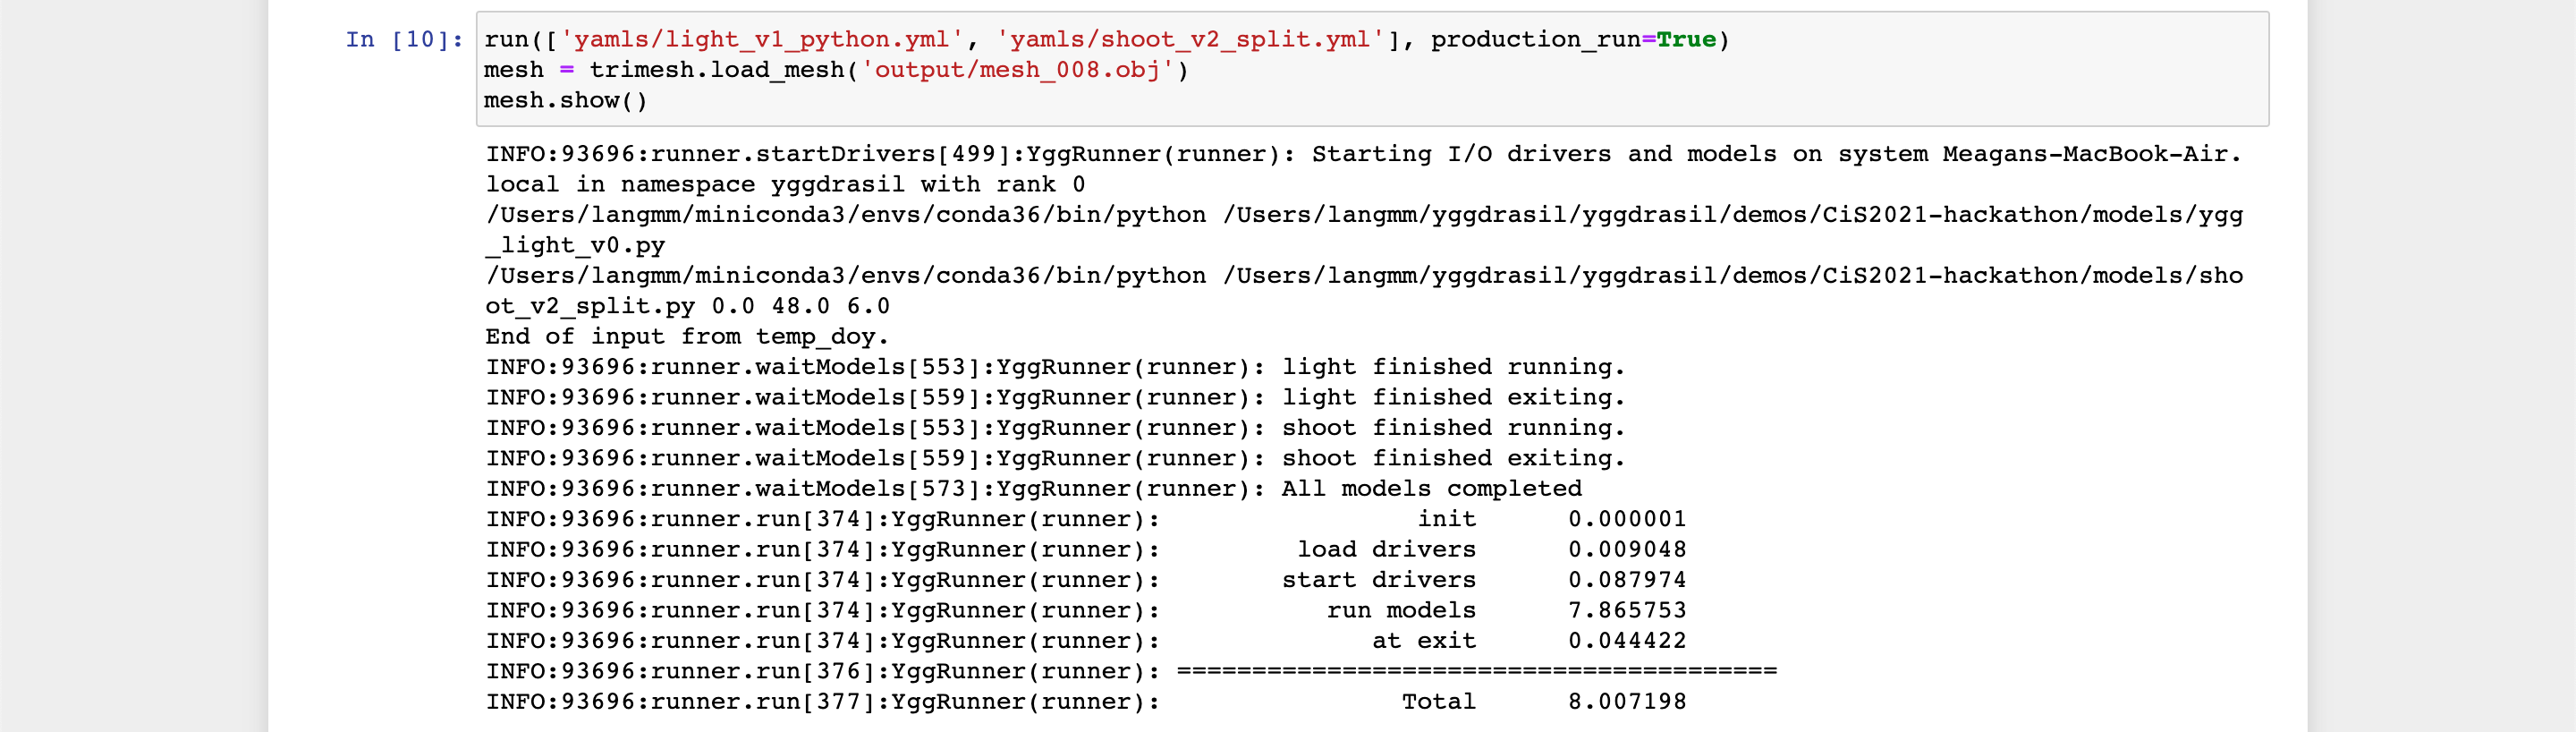 In [10]: run(['yamls/light_v1_python.yml', 'yamls/shoot_v2_split.yml'], production_run=True)
mesh = trimesh.load_mesh('output/mesh_008.obj')
mesh.show()
INFO:93696:runner.startDrivers[499]:YggRunner(runner): Starting I/O drivers and models on system Meagans-MacBook-Air.
local in namespace yggdrasil with rank 0
/Users/langmm/miniconda3/envs/conda36/bin/python /Users/langmm/yggdrasil/yggdrasil/demos/CiS2021-hackathon/models/ygg
_light_v0.py
/Users/langmm/miniconda3/envs/conda36/bin/python /Users/langmm/yggdrasil/yggdrasil/demos/CiS2021-hackathon/models/sho
ot_v2_split.py 0.0 48.0 6.0
End of input from temp_doy.
INFO:93696:runner.waitModels[553]:YggRunner(runner): light finished running.
INFO:93696:runner.waitModels[559]:YggRunner(runner): light finished exiting.
INFO:93696:runner.waitModels[553]:YggRunner(runner): shoot finished running.
INFO:93696:runner.waitModels[559]:YggRunner(runner): shoot finished exiting.
INFO:93696:runner.waitModels[573]:YggRunner(runner): All models completed
INFO:93696:runner.run[374]:YggRunner(runner):                 init      0.000001
INFO:93696:runner.run[374]:YggRunner(runner):         load drivers      0.009048
INFO:93696:runner.run[374]:YggRunner(runner):        start drivers      0.087974
INFO:93696:runner.run[374]:YggRunner(runner):           run models      7.865753
INFO:93696:runner.run[374]:YggRunner(runner):              at exit      0.044422
INFO:93696:runner.run[376]:YggRunner(runner): ========================================
INFO:93696:runner.run[377]:YggRunner(runner):                Total      8.007198